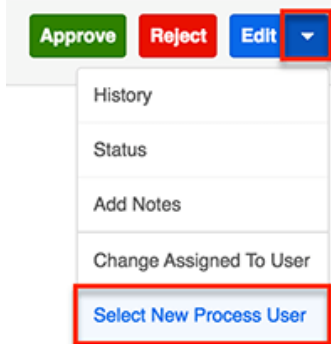 Approve Reject Edit
History
Status
Add Notes
Change Assigned To User
Select New Process User